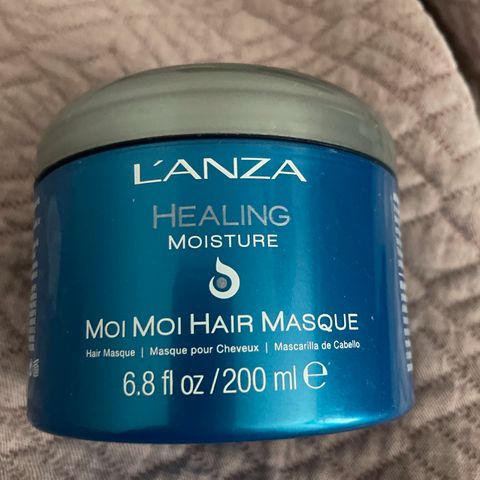 L'ANZA
HEALING
MOISTURE
MOI MOI HAIR MASQUE
Hair Masque | Masque pour Cheveux | Mascarilla de Cabello
6.8 fl oz / 200 ml ℮